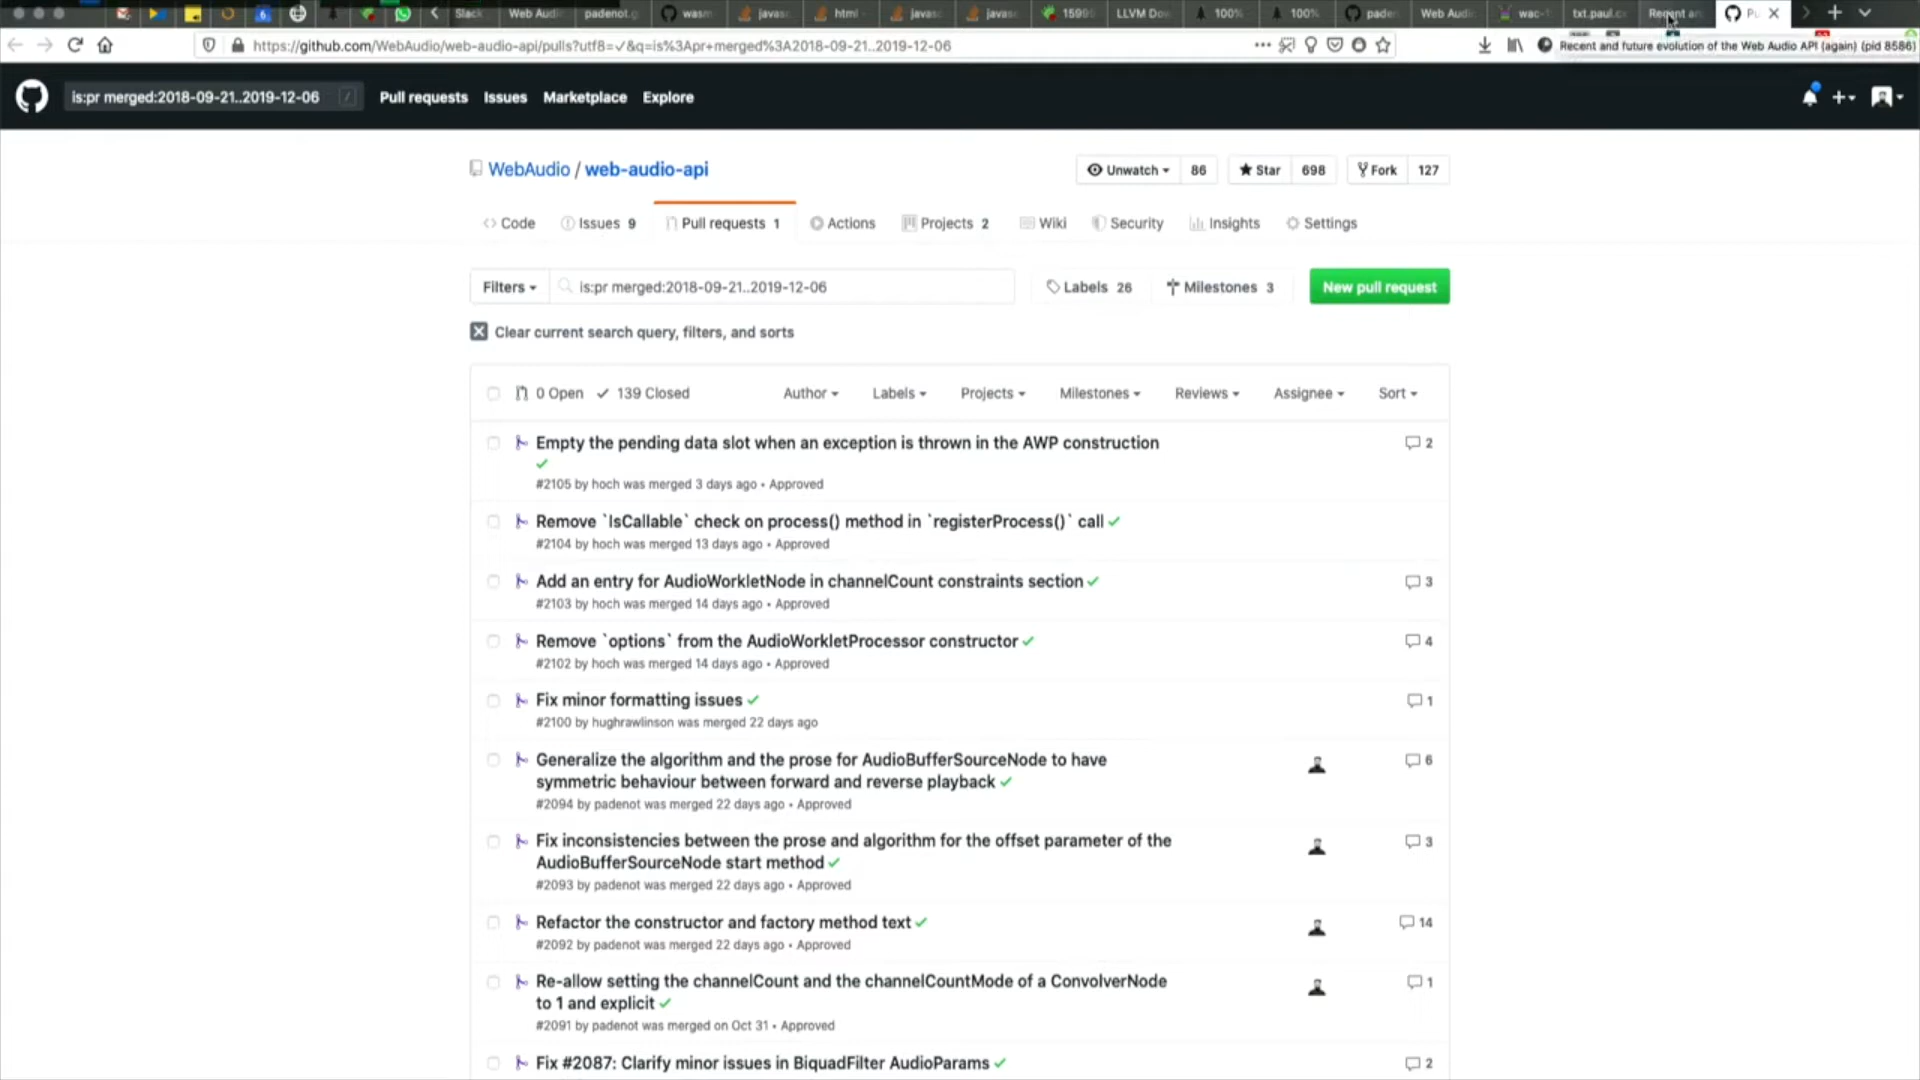 Slack
Web Audi
padenot.g
wasm
javasc
html
javasc
javasc
1599
LLVM Do
100%
100%
paden
Web Audi
wac-
txt.paul.c
Recent an
https://github.com/WebAudio/web-audio-api/pulls?utf8=✓&q=is%3Apr+merged%3A2018-09-21..2019-12-06
Recent and future evolution of the Web Audio API (again) (pid 8586)
is:pr merged:2018-09-21..2019-12-06 /
Pull requests Issues Marketplace Explore
WebAudio / web-audio-api
Unwatch 86 Star 698 Fork 127
Code Issues 9 Pull requests 1 Actions Projects 2 Wiki Security Insights Settings
Filters is:pr merged:2018-09-21..2019-12-06 Labels 26 Milestones 3 New pull request
Clear current search query, filters, and sorts
0 Open ✓ 139 Closed Author Labels Projects Milestones Reviews Assignee Sort
Empty the pending data slot when an exception is thrown in the AWP construction 2
✓
#2105 by hoch was merged 3 days ago • Approved
Remove `IsCallable` check on process() method in `registerProcess()` call ✓
#2104 by hoch was merged 13 days ago • Approved
Add an entry for AudioWorkletNode in channelCount constraints section ✓ 3
#2103 by hoch was merged 14 days ago • Approved
Remove `options` from the AudioWorkletProcessor constructor ✓ 4
#2102 by hoch was merged 14 days ago • Approved
Fix minor formatting issues ✓ 1
#2100 by hughrawlinson was merged 22 days ago
Generalize the algorithm and the prose for AudioBufferSourceNode to have 6
symmetric behaviour between forward and reverse playback ✓
#2094 by padenot was merged 22 days ago • Approved
Fix inconsistencies between the prose and algorithm for the offset parameter of the 3
AudioBufferSourceNode start method ✓
#2093 by padenot was merged 22 days ago • Approved
Refactor the constructor and factory method text ✓ 14
#2092 by padenot was merged 22 days ago • Approved
Re-allow setting the channelCount and the channelCountMode of a ConvolverNode 1
to 1 and explicit ✓
#2091 by padenot was merged on Oct 31 • Approved
Fix #2087: Clarify minor issues in BiquadFilter AudioParams ✓ 2